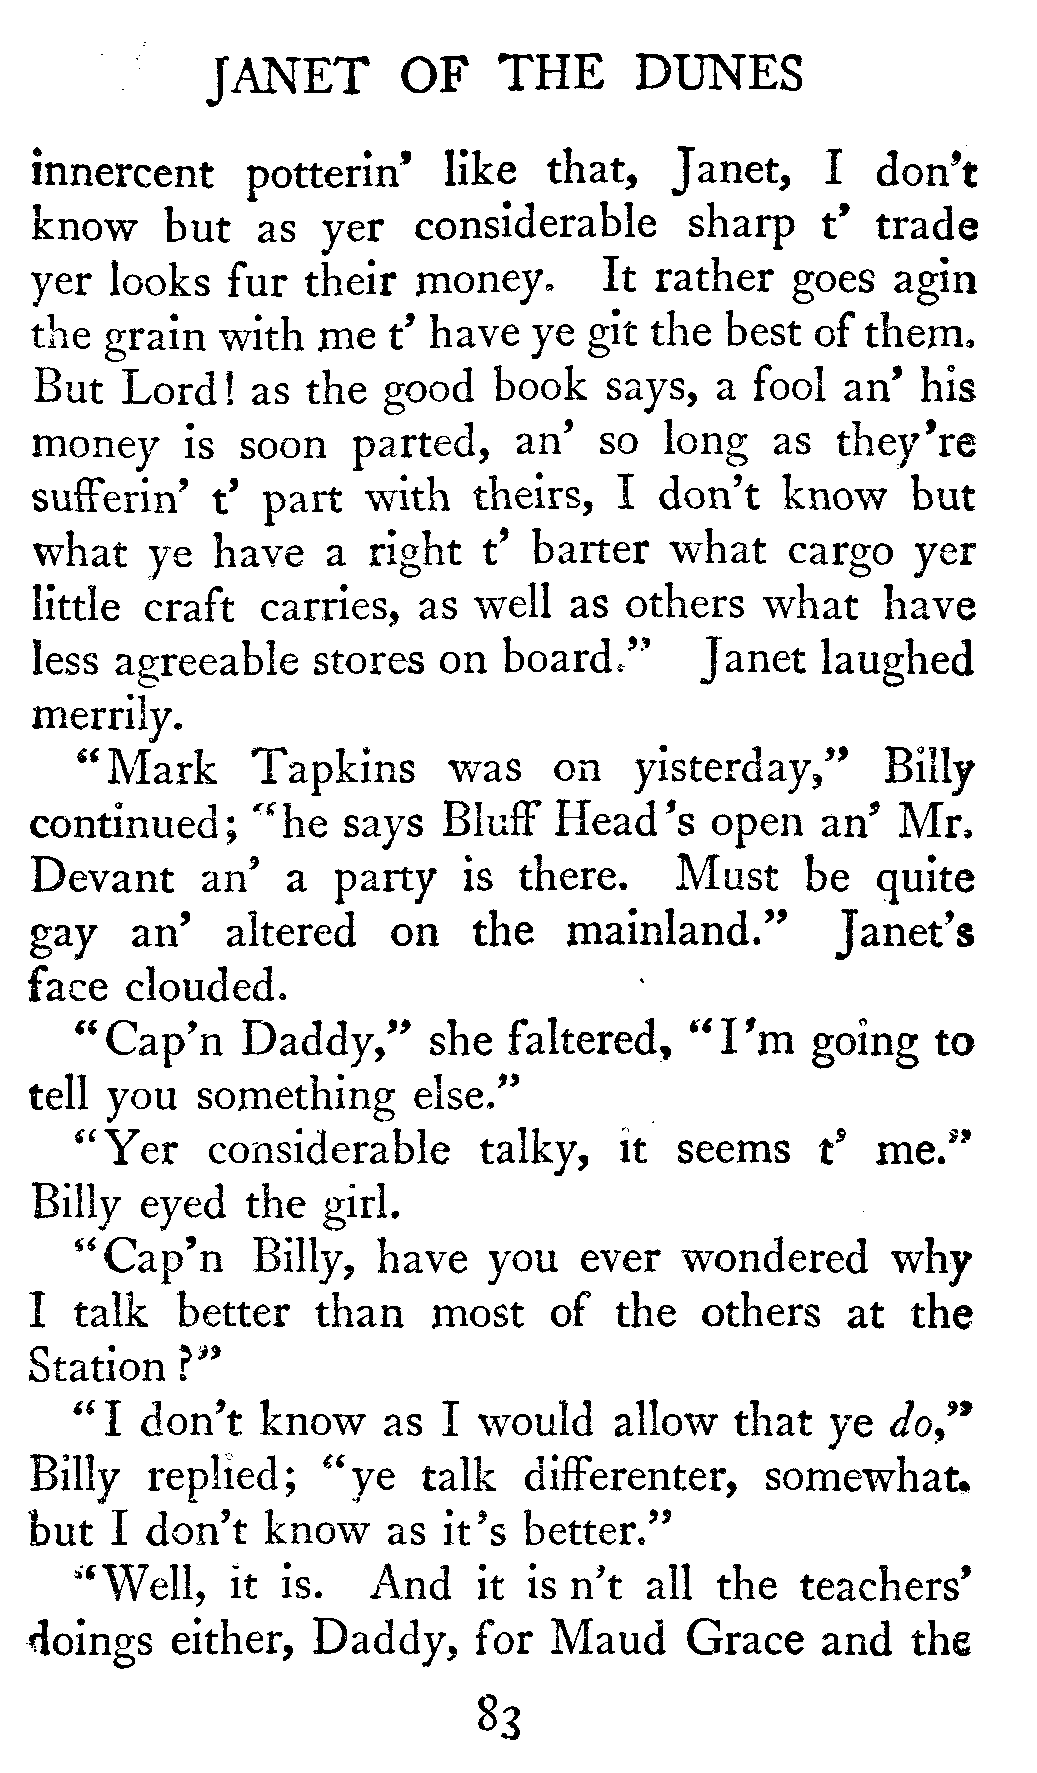 JANET OF THE DUNES
innercent potterin' like that, Janet, I don't
know but as yer considerable sharp t' trade
yer looks fur their money. It rather goes agin
the grain with me t' have ye git the best of them.
But Lord! as the good book says, a fool an' his
money is soon parted, an' so long as they're
sufferin' t' part with theirs, I don't know but
what ye have a right t' barter what cargo yer
little craft carries, as well as others what have
less agreeable stores on board." Janet laughed
merrily.
"Mark Tapkins was on yisterday," Billy
continued; "he says Bluff Head's open an' Mr.
Devant an' a party is there. Must be quite
gay an' altered on the mainland." Janet's
face clouded.
"Cap'n Daddy," she faltered, "I'm going to
tell you something else."
"Yer considerable talky, it seems t' me."
Billy eyed the girl.
"Cap'n Billy, have you ever wondered why
I talk better than most of the others at the
Station?"
"I don't know as I would allow that ye do,"
Billy replied; "ye talk differenter, somewhat.
but I don't know as it's better."
"Well, it is. And it is n't all the teachers'
doings either, Daddy, for Maud Grace and the
83